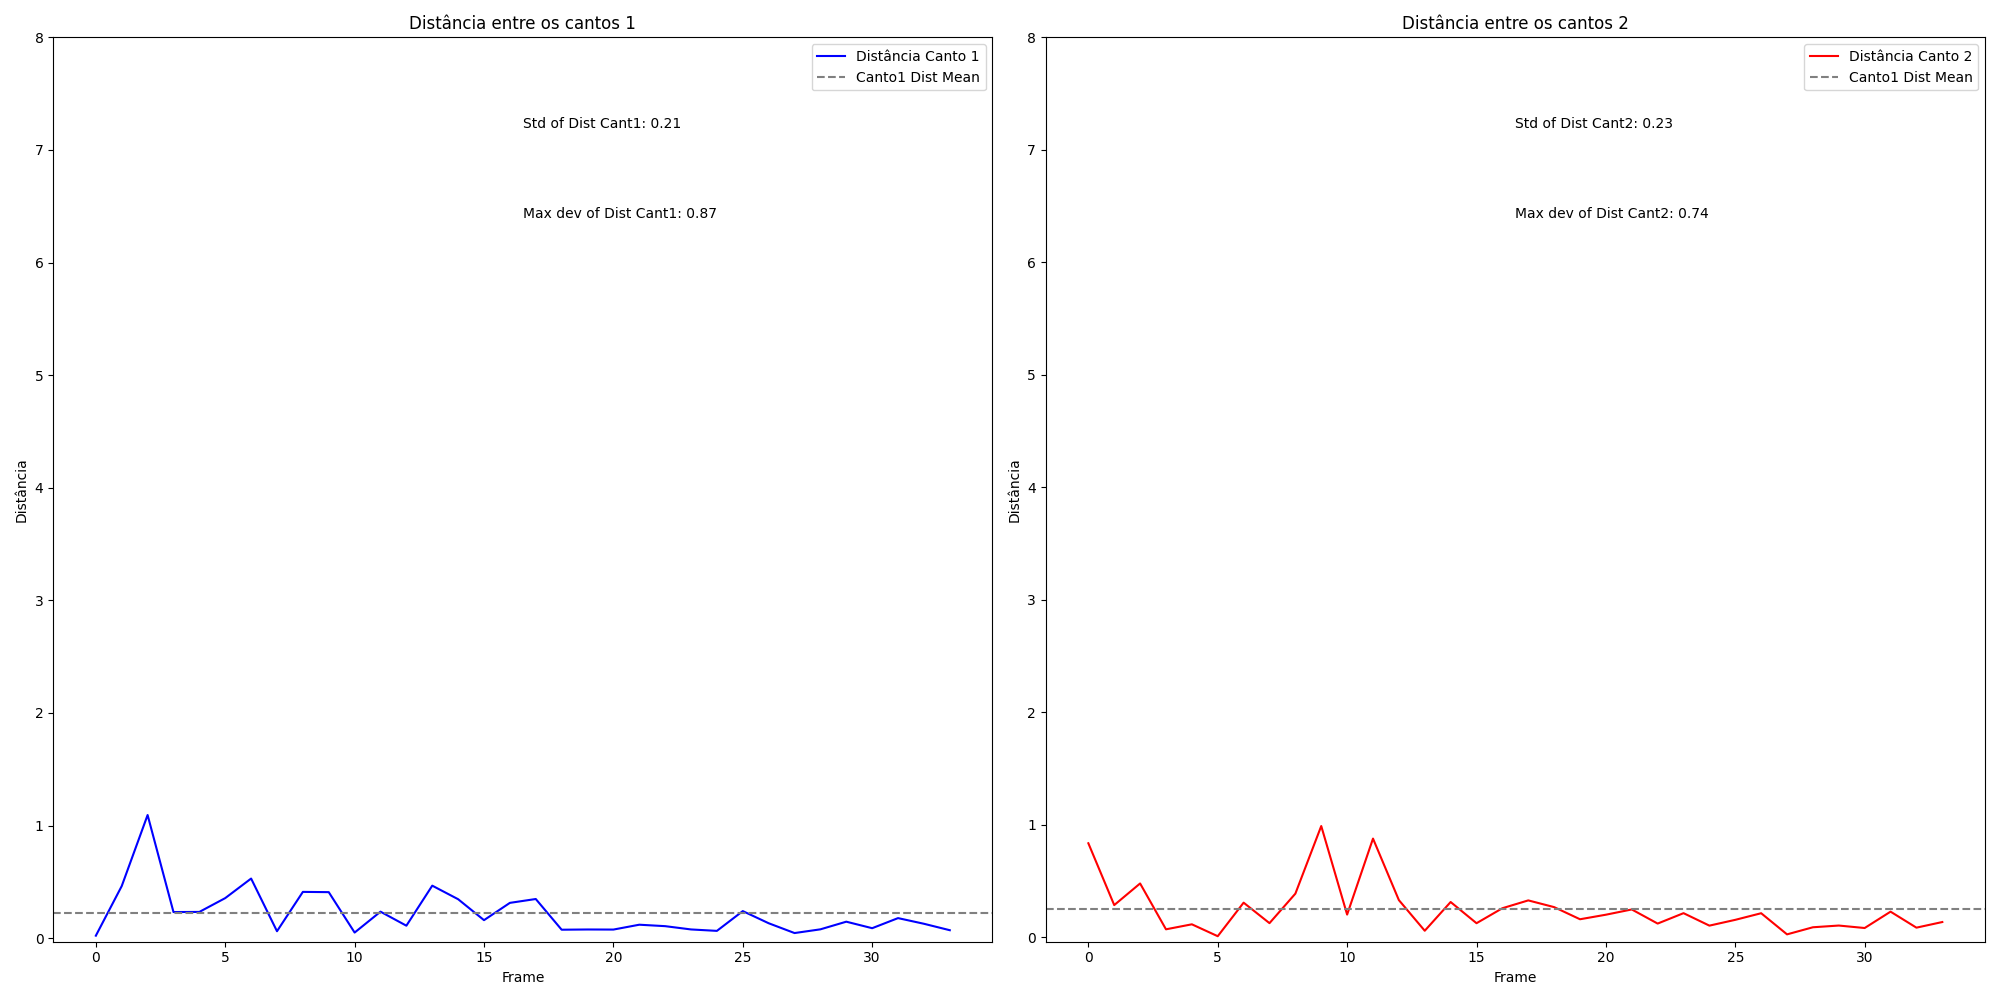 Distância entre os cantos 1
Distância Canto 1
Canto1 Dist Mean
Std of Dist Cant1: 0.21
Max dev of Dist Cant1: 0.87
8
7
6
5
4
3
2
1
0
Distância
0 5 10 15 20 25 30
Frame
Distância entre os cantos 2
Distância Canto 2
Canto1 Dist Mean
Std of Dist Cant2: 0.23
Max dev of Dist Cant2: 0.74
8
7
6
5
4
3
2
1
0
Distância
0 5 10 15 20 25 30
Frame